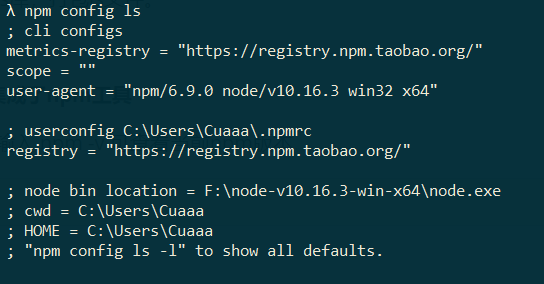 λ npm config ls
; cli configs
metrics-registry = "https://registry.npm.taobao.org/"
scope = ""
user-agent = "npm/6.9.0 node/v10.16.3 win32 x64"
; userconfig C:\Users\Cuaaa\.npmrc
registry = "https://registry.npm.taobao.org/"
; node bin location = F:\node-v10.16.3-win-x64\node.exe
; cwd = C:\Users\Cuaaa
; HOME = C:\Users\Cuaaa
; "npm config ls -l" to show all defaults.